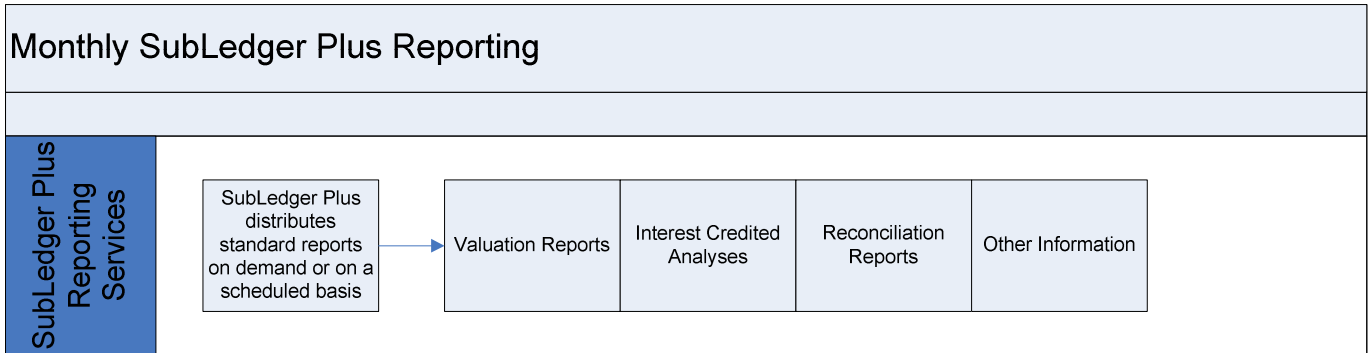 Monthly SubLedger Plus Reporting
SubLedger Plus
Reporting
Services
SubLedger Plus
distributes
standard reports
on demand or on a
scheduled basis
Valuation Reports
Interest Credited
Analyses
Reconciliation
Reports
Other Information